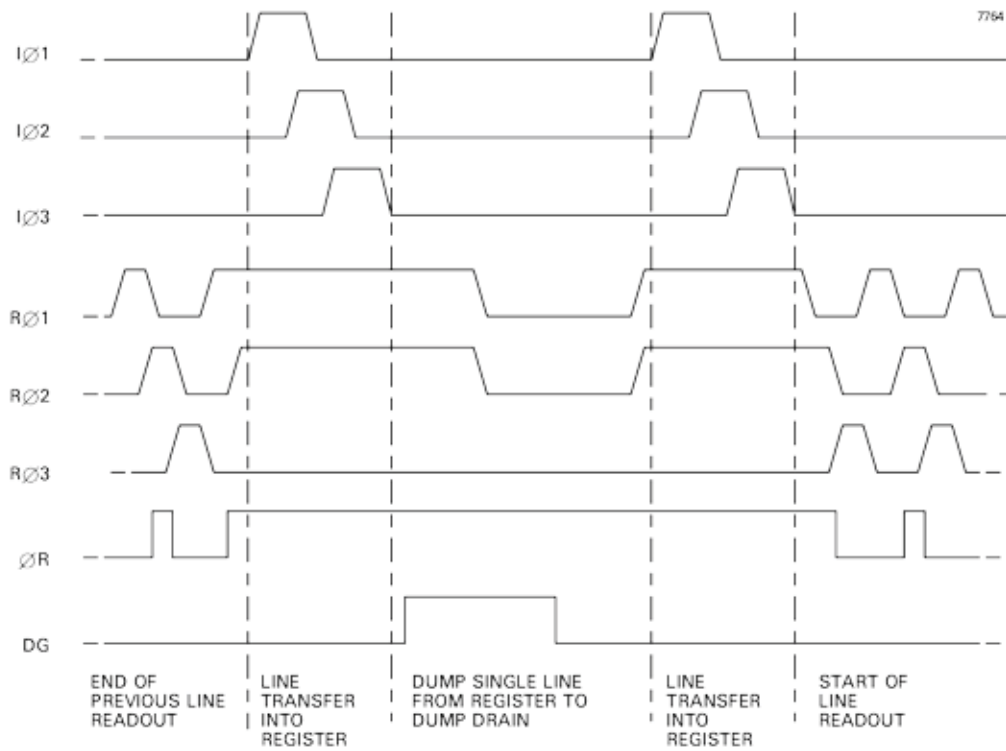 7764
IØ1
IØ2
IØ3
RØ1
RØ2
RØ3
ØR
DG
END OF
PREVIOUS LINE
READOUT
LINE
TRANSFER
INTO
REGISTER
DUMP SINGLE LINE
FROM REGISTER TO
DUMP DRAIN
LINE
TRANSFER
INTO
REGISTER
START OF
LINE
READOUT